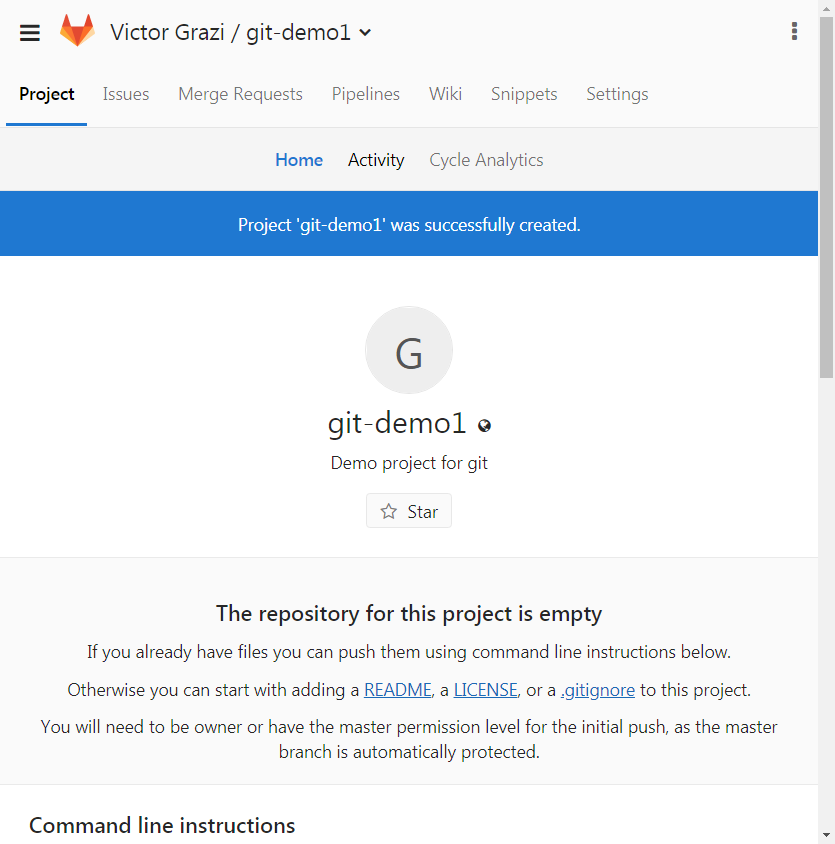 Victor Grazi / git-demo1
Project Issues Merge Requests Pipelines Wiki Snippets Settings
Home Activity Cycle Analytics
Project 'git-demo1' was successfully created.
G
git-demo1
Demo project for git
Star
The repository for this project is empty
If you already have files you can push them using command line instructions below.
Otherwise you can start with adding a README, a LICENSE, or a .gitignore to this project.
You will need to be owner or have the master permission level for the initial push, as the master
branch is automatically protected.
Command line instructions